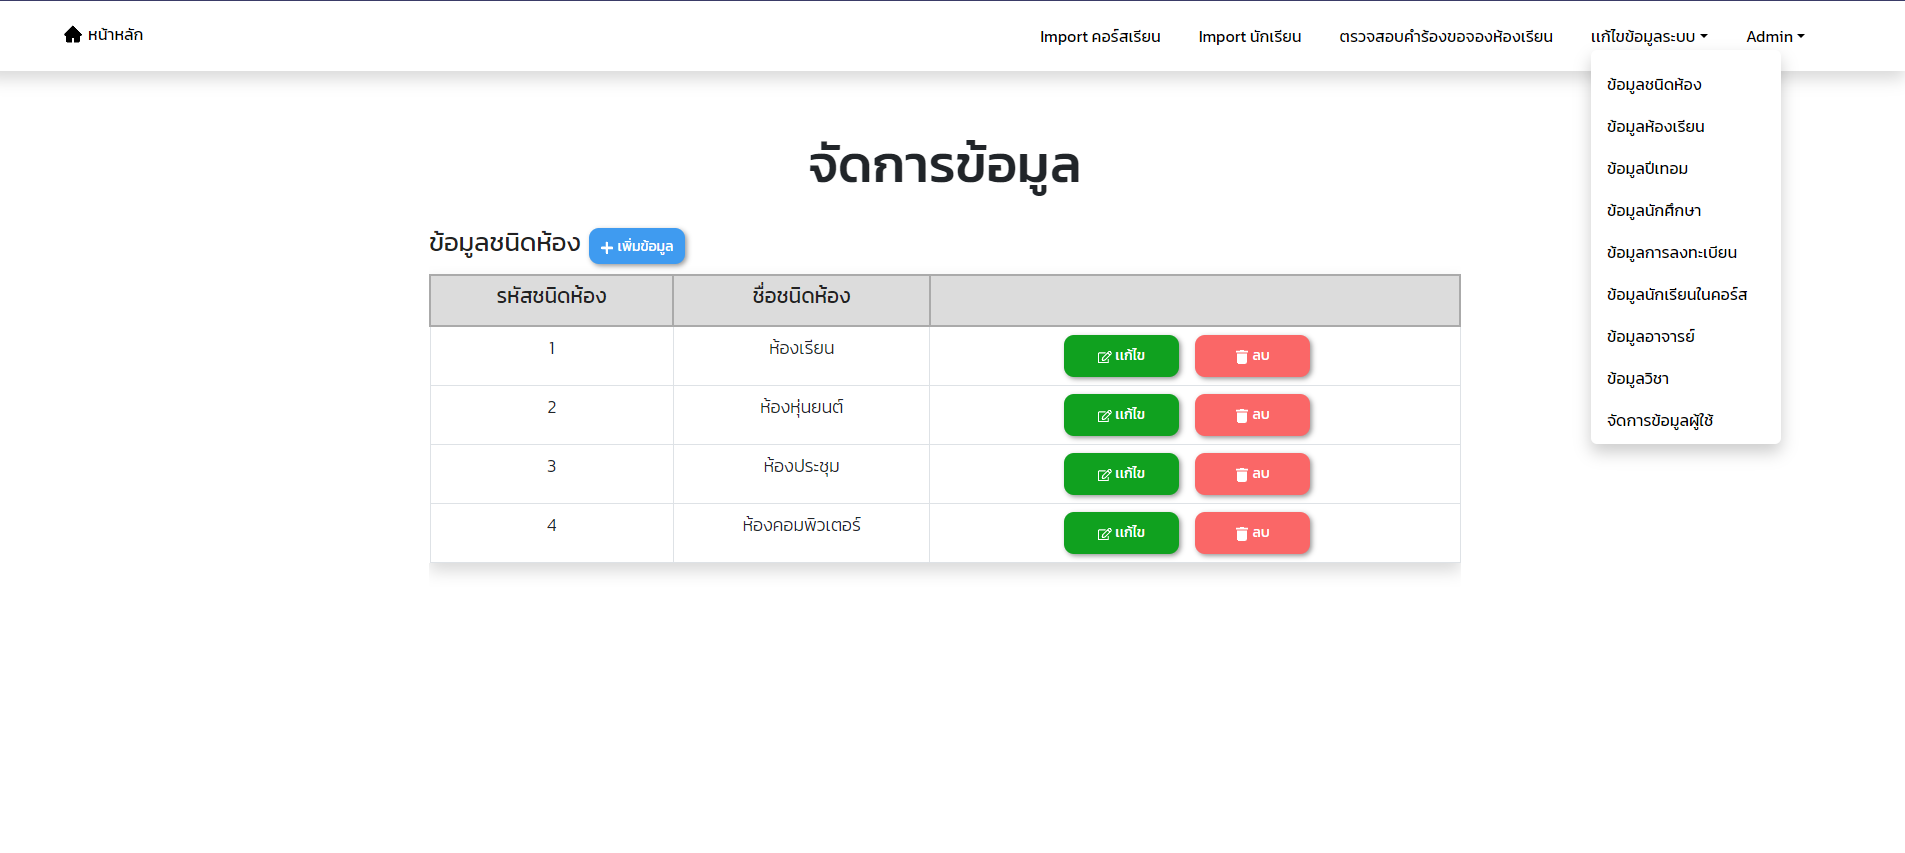 หน้าหลัก
Import คอร์สเรียน Import นักเรียน ตรวจสอบคำร้องขอจองห้องเรียน แก้ไขข้อมูลระบบ Admin
ข้อมูลชนิดห้อง
ข้อมูลห้องเรียน
ข้อมูลปีเทอม
ข้อมูลนักศึกษา
ข้อมูลการลงทะเบียน
ข้อมูลนักเรียนในคอร์ส
ข้อมูลอาจารย์
ข้อมูลวิชา
จัดการข้อมูลผู้ใช้
จัดการข้อมูล
ข้อมูลชนิดห้อง เพิ่มข้อมูล
รหัสชนิดห้อง ชื่อชนิดห้อง
1 ห้องเรียน แก้ไข ลบ
2 ห้องหุ่นยนต์ แก้ไข ลบ
3 ห้องประชุม แก้ไข ลบ
4 ห้องคอมพิวเตอร์ แก้ไข ลบ